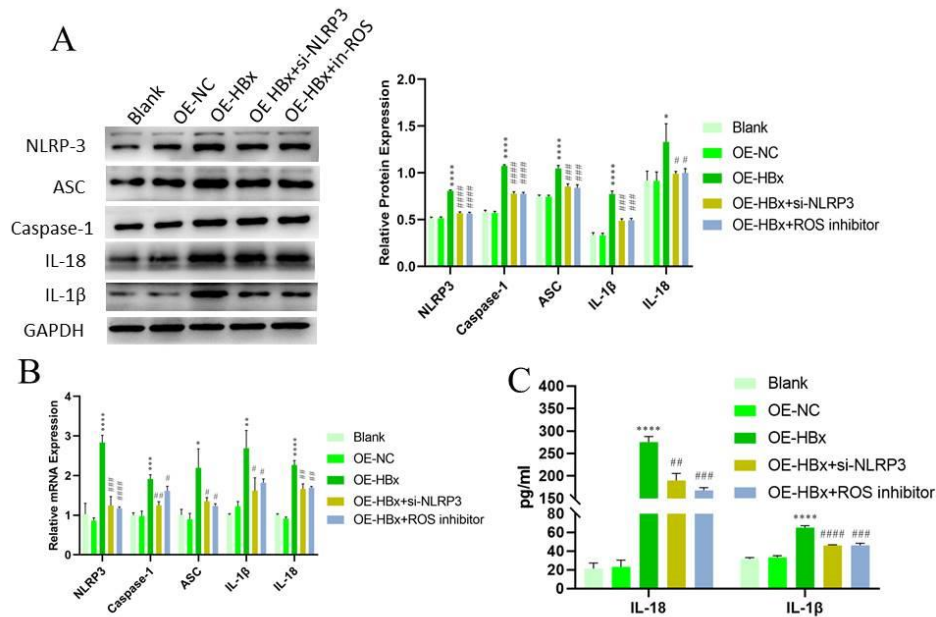 A
Blank
OE-NC
OE-HBx
OE HBx+si-NLRP3
OE-HBx+in-ROS
NLRP-3
ASC
Caspase-1
IL-18
IL-1β
GAPDH
Relative Protein Expression
1.5
1.0
0.5
0.0
****
####
####
****
####
####
****
###
####
****
###
###
*
#
#
NLRP3
Caspase-1
ASC
IL-1β
IL-18
Blank
OE-NC
OE-HBx
OE-HBx+si-NLRP3
OE-HBx+ROS inhibitor
B
Relative mRNA Expression
4
3
2
1
0
****
###
####
***
##
#
*
#
#
**
#
#
****
##
##
NLRP3
Caspase-1
ASC
IL-1β
IL-18
Blank
OE-NC
OE-HBx
OE-HBx+si-NLRP3
OE-HBx+ROS inhibitor
C
pg/ml
400
350
300
250
200
150
80
60
40
20
0
****
##
###
****
####
###
IL-18
IL-1β
Blank
OE-NC
OE-HBx
OE-HBx+si-NLRP3
OE-HBx+ROS inhibitor